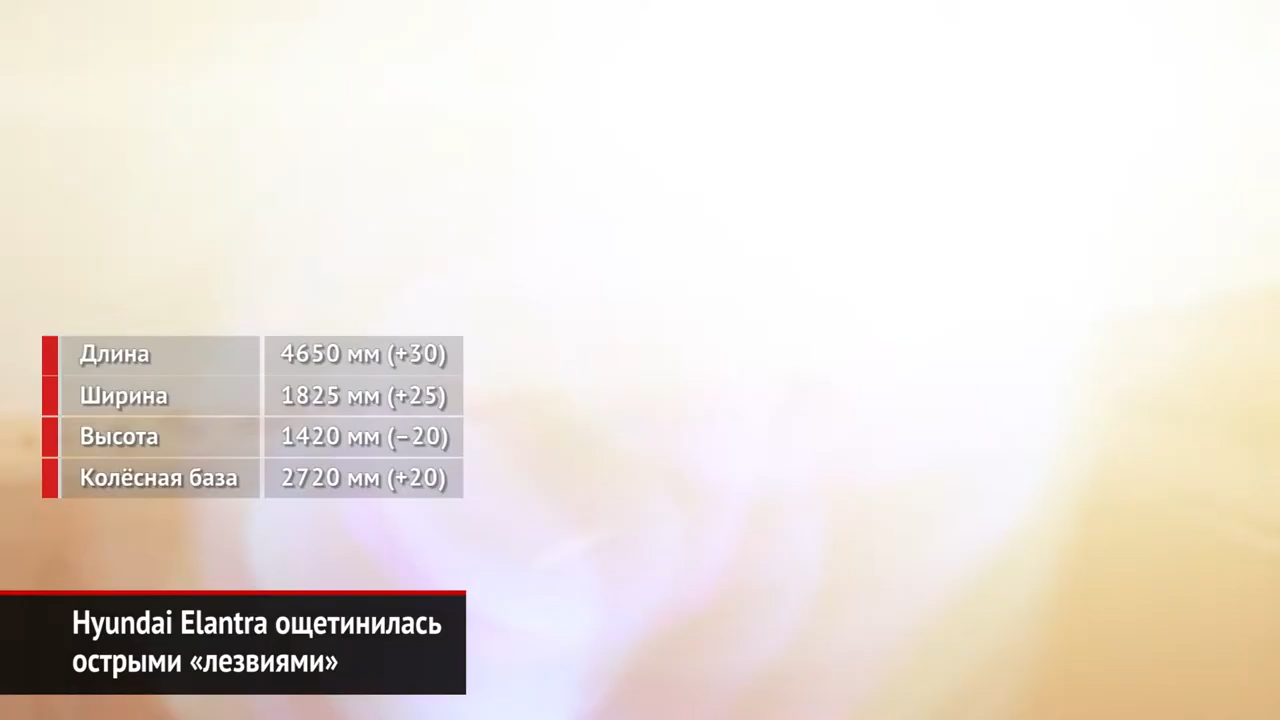 Длина 4650 мм (+30)
Ширина 1825 мм (+25)
Высота 1420 мм (–20)
Колёсная база 2720 мм (+20)
Hyundai Elantra ощетинилась
острыми «лезвиями»